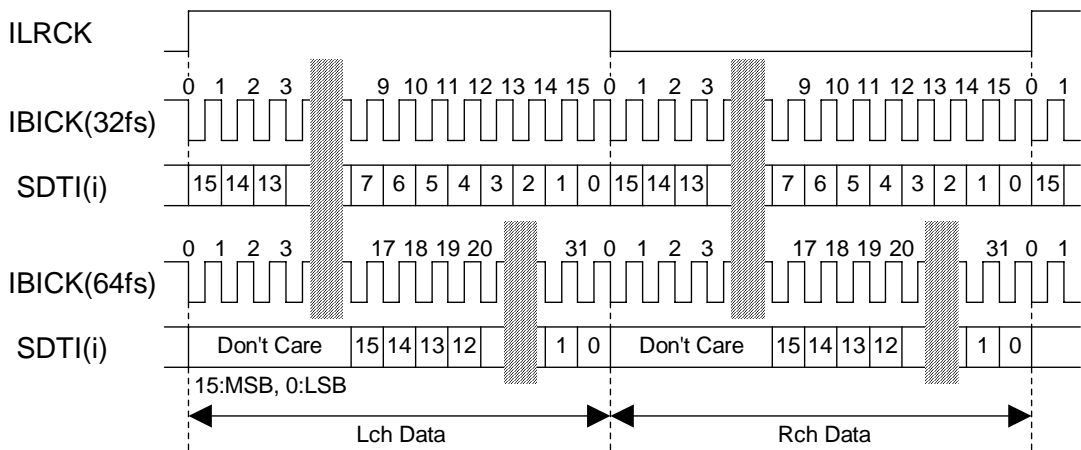 ILRCK
0 1 2 3 9 10 11 12 13 14 15 0 1 2 3 9 10 11 12 13 14 15 0 1
IBICK(32fs)
SDTI(i) 15 14 13 7 6 5 4 3 2 1 0 15 14 13 7 6 5 4 3 2 1 0 15
0 1 2 3 17 18 19 20 31 0 1 2 3 17 18 19 20 31 0 1
IBICK(64fs)
SDTI(i) Don't Care 15 14 13 12 1 0 Don't Care 15 14 13 12 1 0
15:MSB, 0:LSB
Lch Data Rch Data